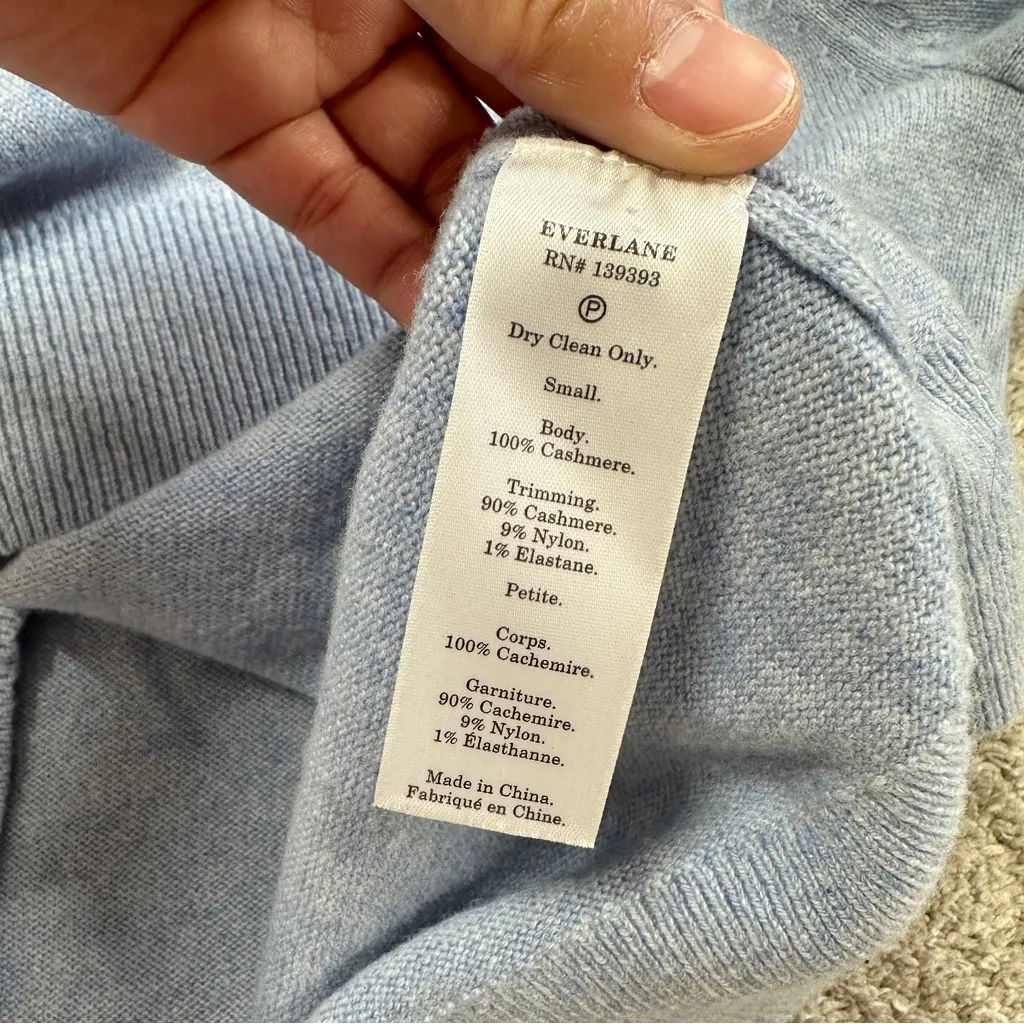 EVERLANE
RN# 139393
P
Dry Clean Only.
Small.
Body.
100% Cashmere.
Trimming.
90% Cashmere.
9% Nylon.
1% Elastane.
Petite.
Corps.
100% Cachemire.
Garniture.
90% Cachemire.
9% Nylon.
1% Élasthanne.
Made in China.
Fabriqué en Chine.